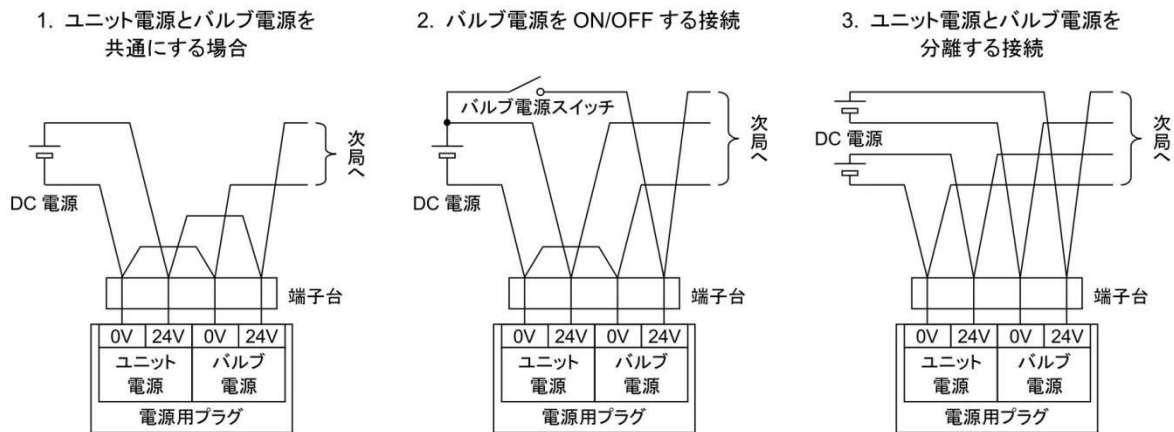 1. ユニット電源とバルブ電源を
共通にする場合
DC 電源
次局へ
端子台
0V 24V 0V 24V
ユニット電源 バルブ電源
電源用プラグ
2. バルブ電源を ON/OFF する接続
バルブ電源スイッチ
DC 電源
次局へ
端子台
0V 24V 0V 24V
ユニット電源 バルブ電源
電源用プラグ
3. ユニット電源とバルブ電源を
分離する接続
DC 電源
次局へ
端子台
0V 24V 0V 24V
ユニット電源 バルブ電源
電源用プラグ